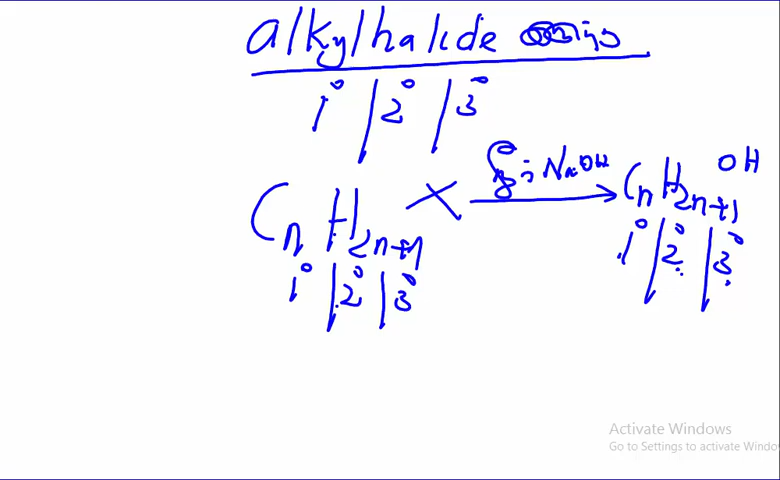 alkylhalide
1° | 2° | 3°
CnH2n+1 X → CnH2n+1 OH
NaOH
1° | 2° | 3°
1° | 2° | 3°
Activate Windows
Go to Settings to activate Windo